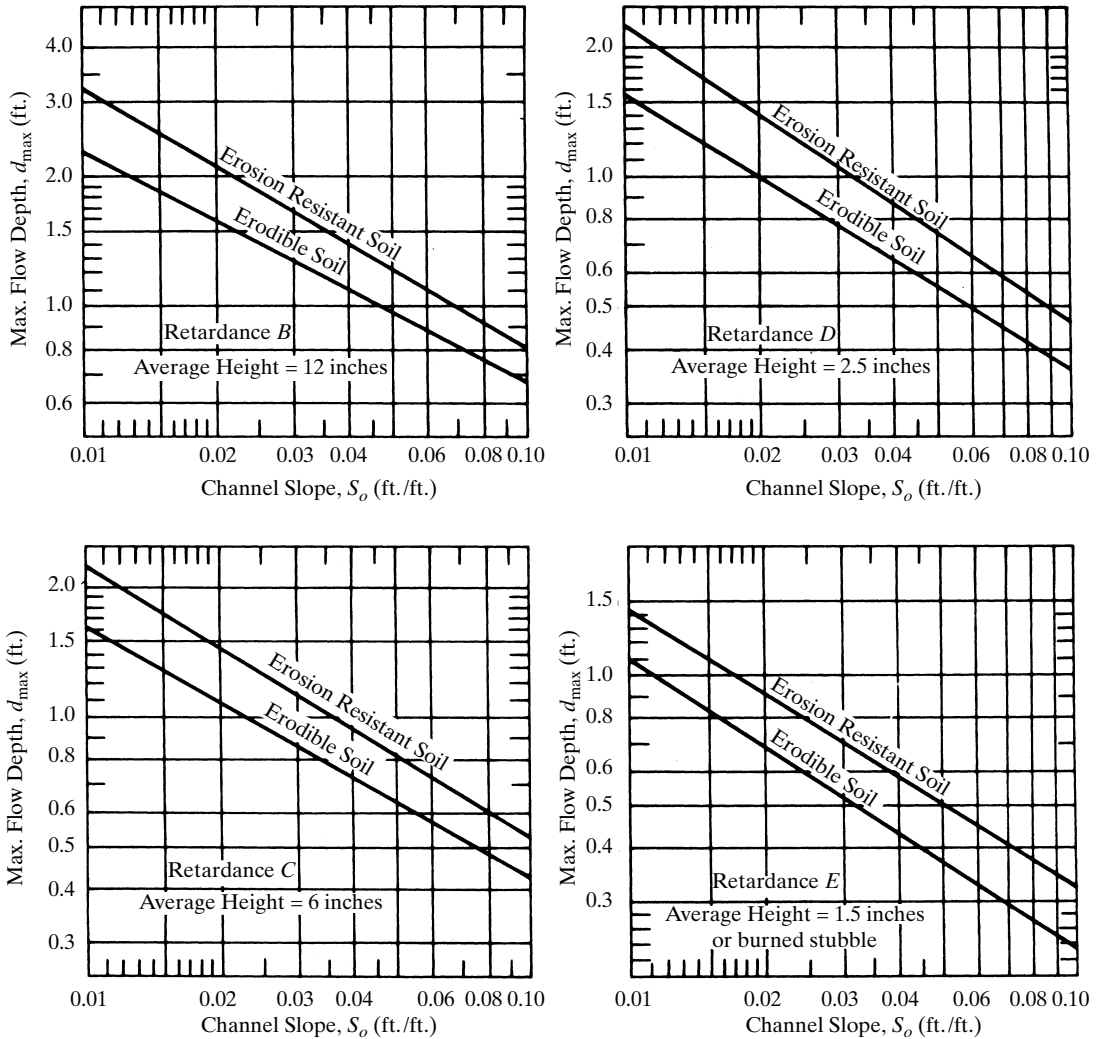 4.0
3.0
2.0
1.5
1.0
0.8
0.6
Max. Flow Depth, d_max (ft.)
Erosion Resistant Soil
Erodible Soil
Retardance B
Average Height = 12 inches
0.01 0.02 0.03 0.04 0.06 0.08 0.10
Channel Slope, S_o (ft./ft.)
2.0
1.5
1.0
0.8
0.6
0.5
0.4
0.3
Max. Flow Depth, d_max (ft.)
Erosion Resistant Soil
Erodible Soil
Retardance D
Average Height = 2.5 inches
0.01 0.02 0.03 0.04 0.06 0.08 0.10
Channel Slope, S_o (ft./ft.)
2.0
1.5
1.0
0.8
0.6
0.5
0.4
0.3
Max. Flow Depth, d_max (ft.)
Erosion Resistant Soil
Erodible Soil
Retardance C
Average Height = 6 inches
0.01 0.02 0.03 0.04 0.06 0.08 0.10
Channel Slope, S_o (ft./ft.)
1.5
1.0
0.8
0.6
0.5
0.4
0.3
Max. Flow Depth, d_max (ft.)
Erosion Resistant Soil
Erodible Soil
Retardance E
Average Height = 1.5 inches
or burned stubble
0.01 0.02 0.03 0.04 0.06 0.08 0.10
Channel Slope, S_o (ft./ft.)